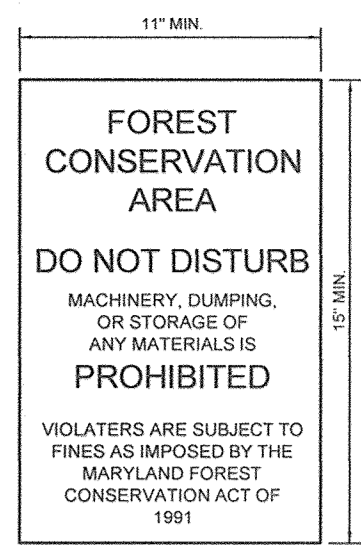 11" MIN.
FOREST
CONSERVATION
AREA
DO NOT DISTURB
MACHINERY, DUMPING,
OR STORAGE OF
ANY MATERIALS IS
PROHIBITED
VIOLATERS ARE SUBJECT TO
FINES AS IMPOSED BY THE
MARYLAND FOREST
CONSERVATION ACT OF
1991
15" MIN.